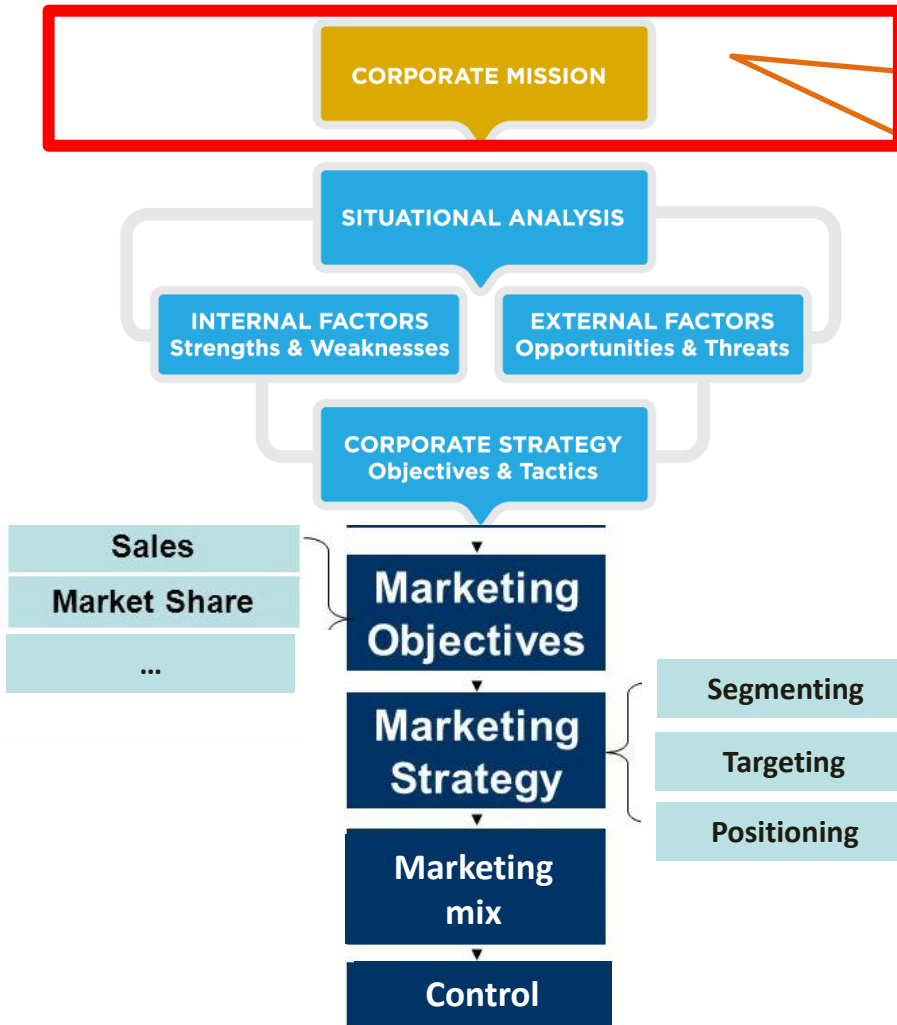 CORPORATE MISSION
SITUATIONAL ANALYSIS
INTERNAL FACTORS
Strengths & Weaknesses
EXTERNAL FACTORS
Opportunities & Threats
CORPORATE STRATEGY
Objectives & Tactics
Sales
Market Share
...
Marketing
Objectives
Marketing
Strategy
Segmenting
Targeting
Positioning
Marketing
mix
Control